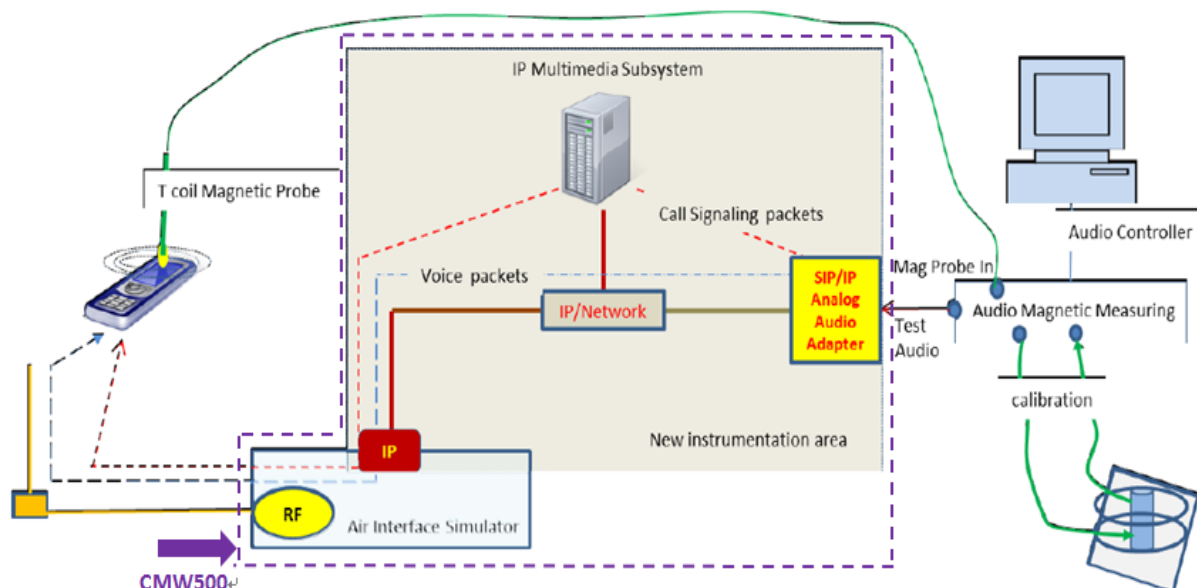 IP Multimedia Subsystem
T coil Magnetic Probe
Call Signaling packets
Audio Controller
Voice packets
Mag Probe In
SIP/IP
Analog
Audio
Adapter
IP/Network
Audio Magnetic Measuring
Test
Audio
calibration
New instrumentation area
IP
RF
Air Interface Simulator
CMW500